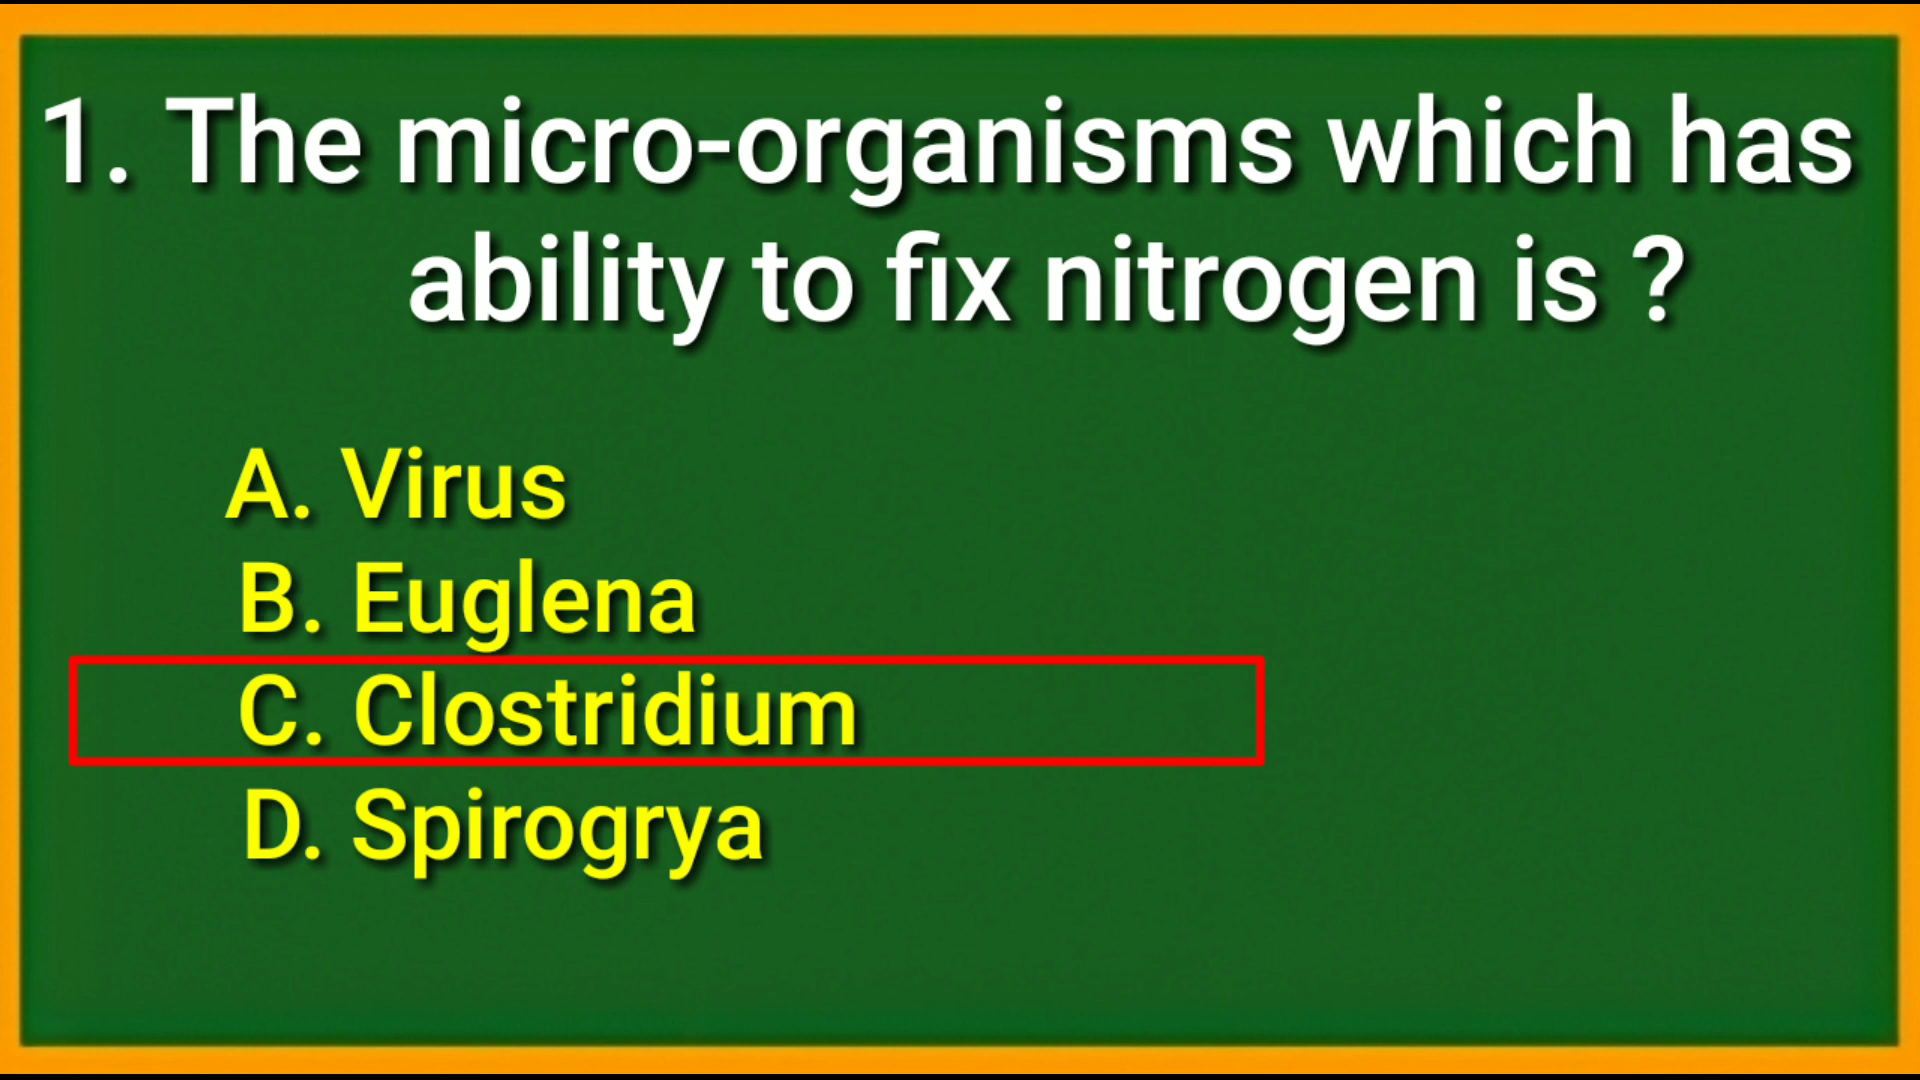 1. The micro-organisms which has
ability to fix nitrogen is ?
A. Virus
B. Euglena
C. Clostridium
D. Spirogrya